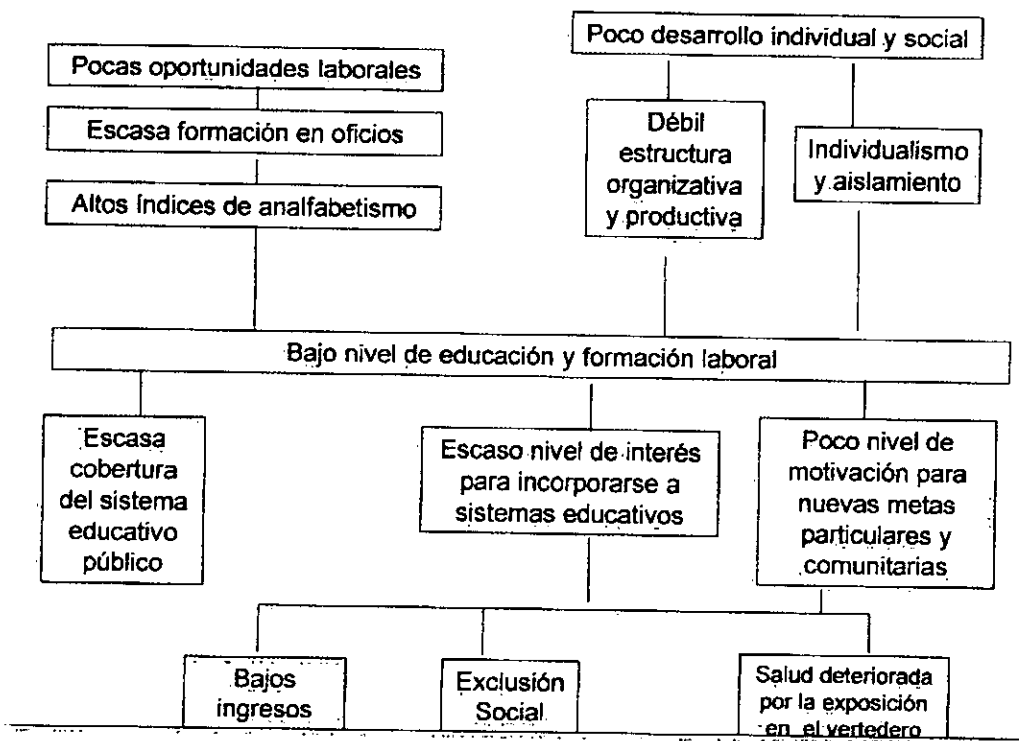 Poco desarrollo individual y social
Pocas oportunidades laborales
Escasa formación en oficios
Altos índices de analfabetismo
Débil
estructura
organizativa
y productiva
Individualismo
y aislamiento
Bajo nivel de educación y formación laboral
Escasa
cobertura
del sistema
educativo
público
Escaso nivel de interés
para incorporarse a
sistemas educativos
Poco nivel de
motivación para
nuevas metas
particulares y
comunitarias
Bajos
ingresos
Exclusión
Social
Salud deteriorada
por la exposición
en el vertedero